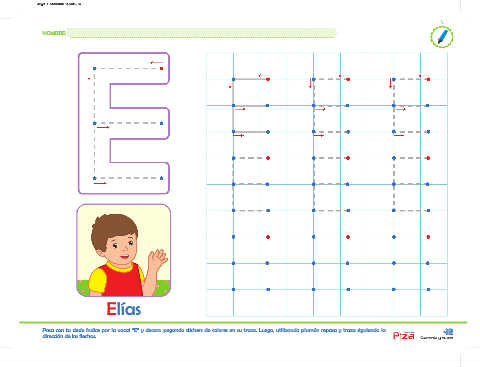 NOMBRE:
Elías
Pasa con tu dedo índice por la vocal "E" y decora pegando stickers de colores en su trazo. Luego, utilizando plumón repasa y traza siguiendo la
dirección de las flechas.